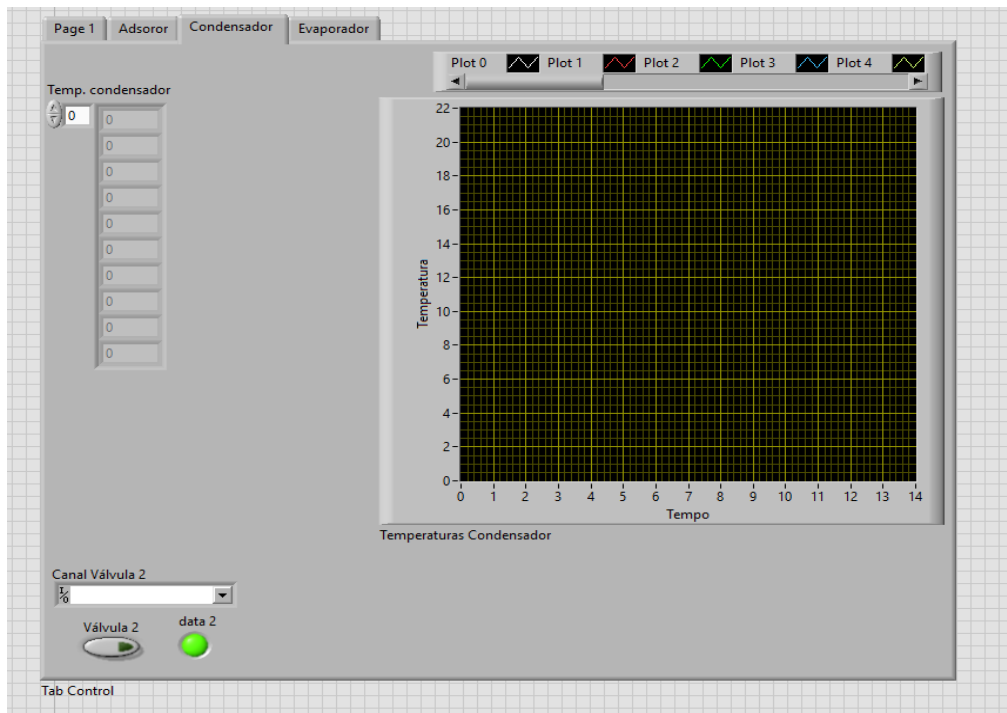 Page 1 Adsoror Condensador Evaporador
Plot 0 Plot 1 Plot 2 Plot 3 Plot 4
Temp. condensador
0
0
0
0
0
0
0
0
0
0
0
22
20
18
16
14
12
10
8
6
4
2
0
Temperatura
0 1 2 3 4 5 6 7 8 9 10 11 12 13 14
Tempo
Temperaturas Condensador
Canal Válvula 2
I/O
Válvula 2 data 2
Tab Control